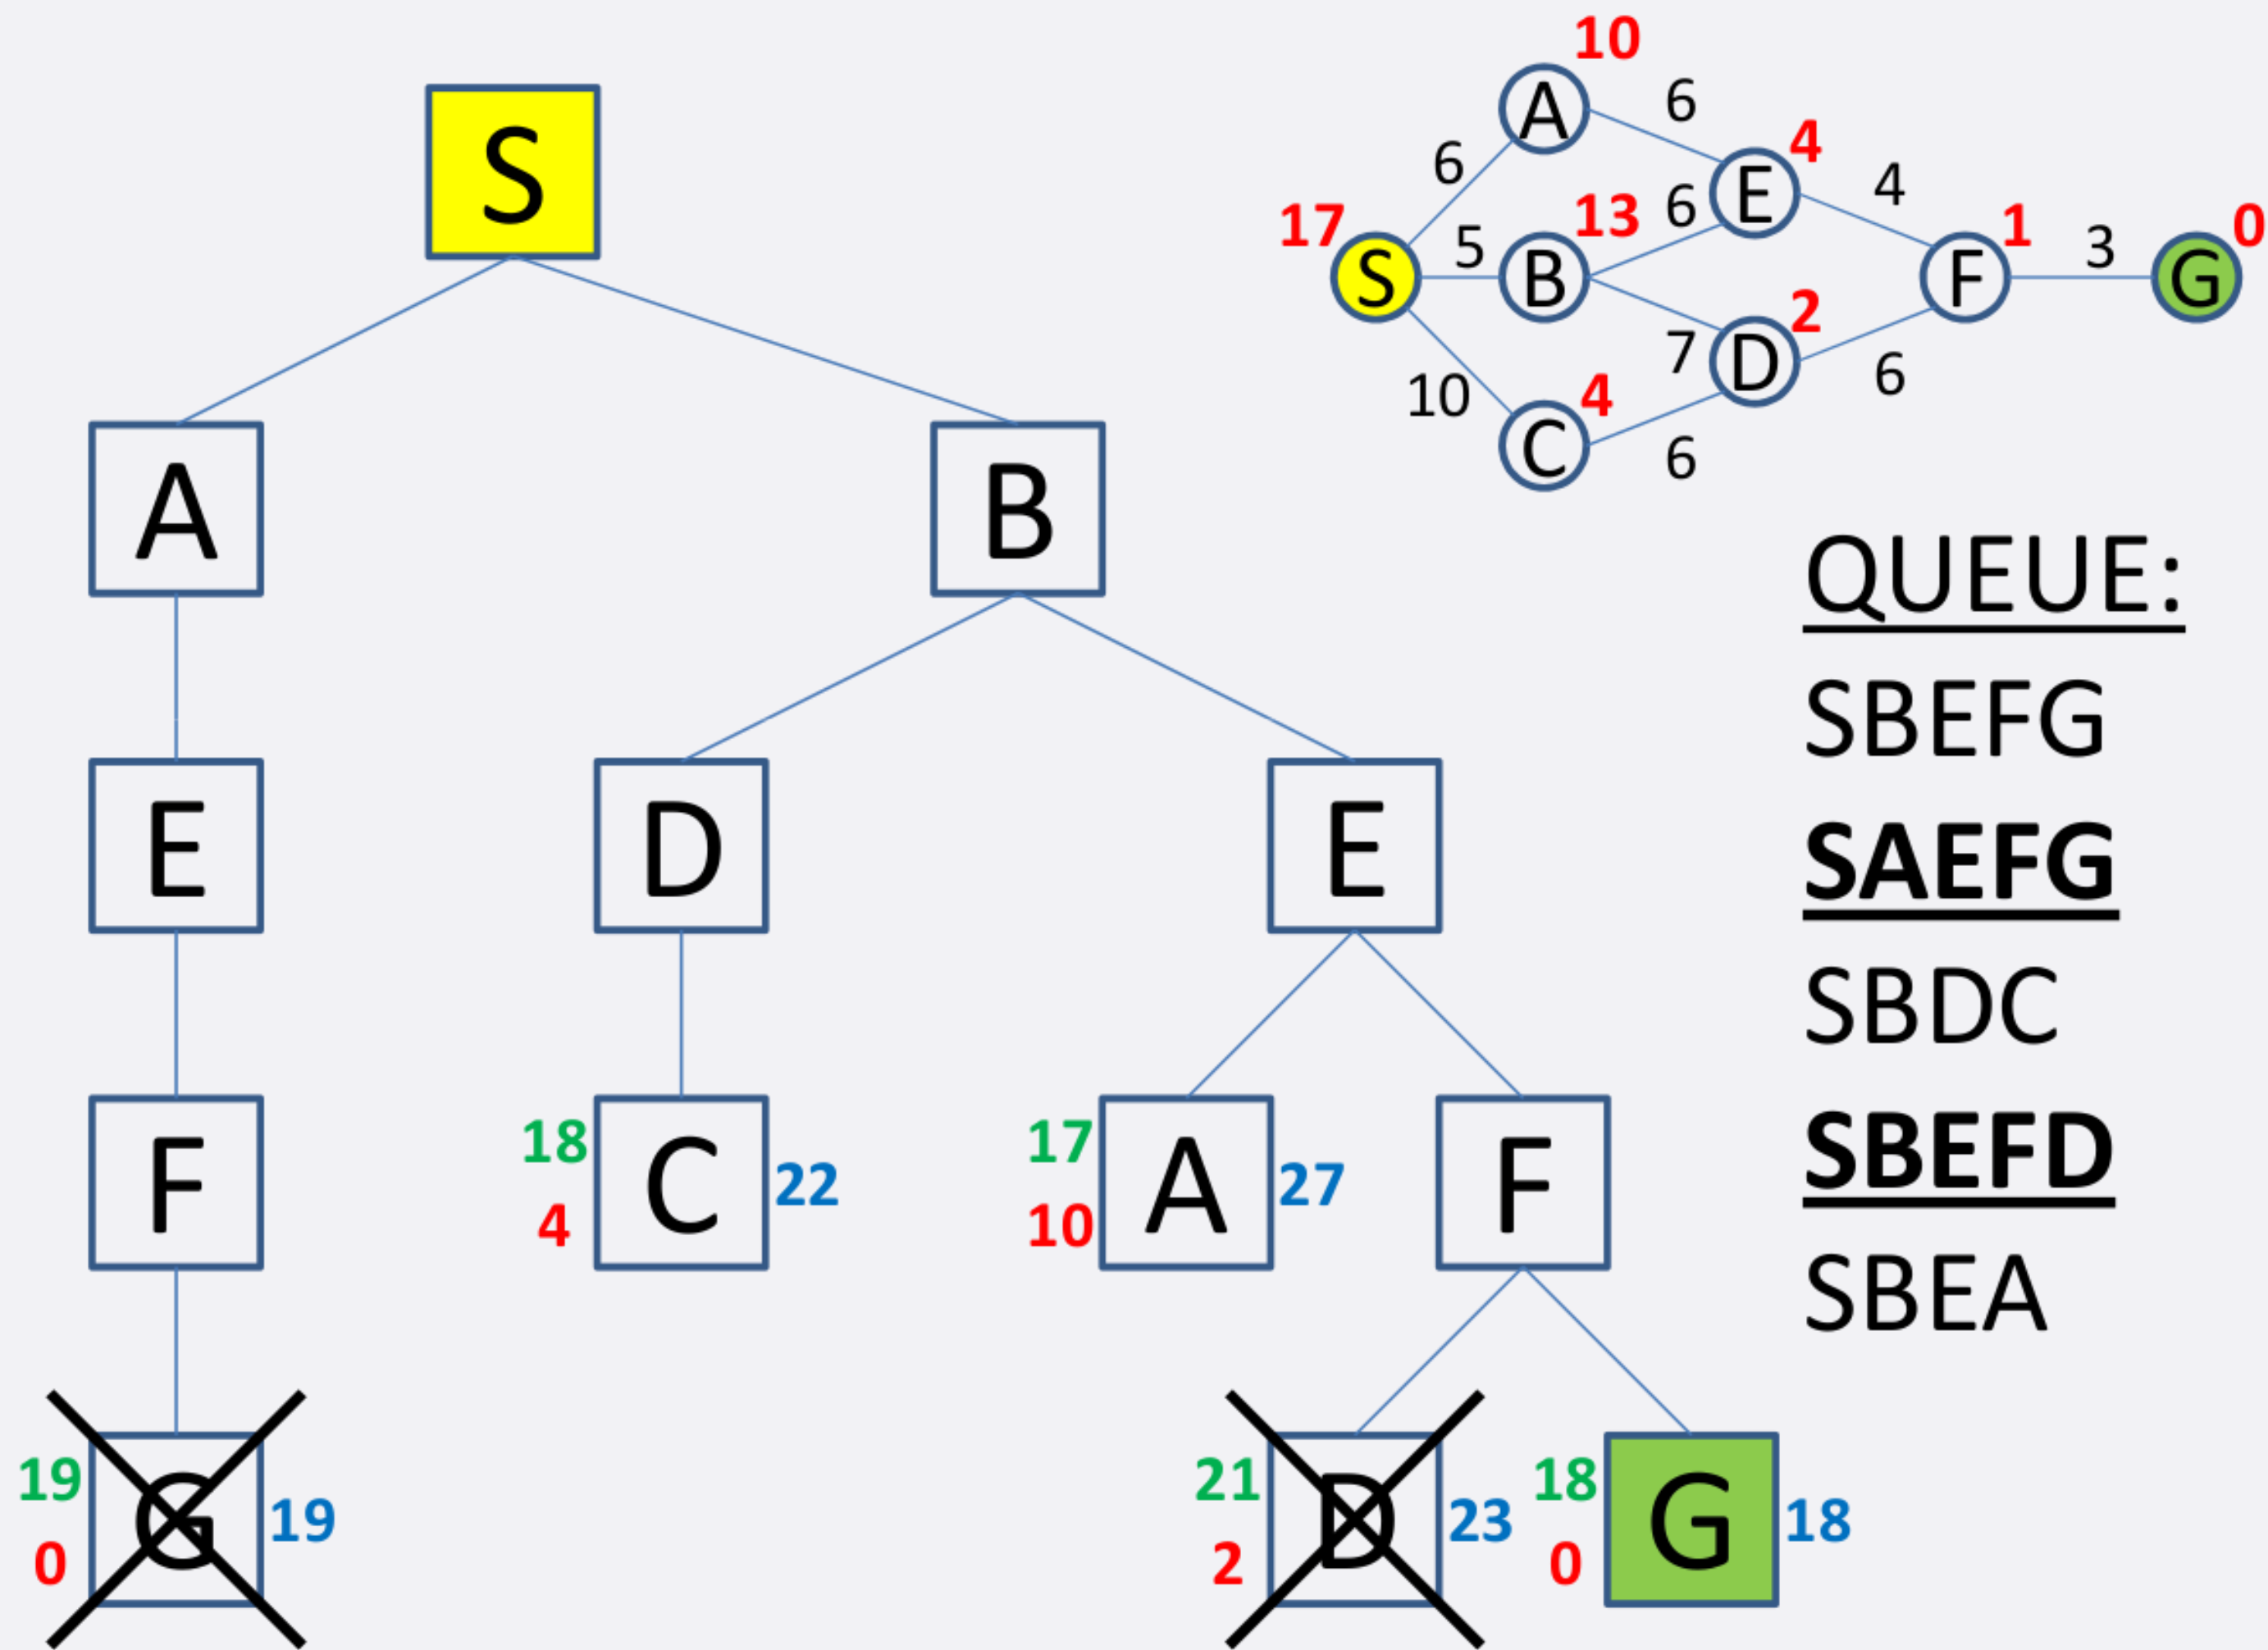 S
A B
E D E
F
18 4 C 22
17 10 A 27
F
19 0 G 19
21 2 D 23
18 0 G 18
10
A 6
4
6 E 4
17 13 6 1 0
S 5 B F 3 G
2
7 D 6
10 4
C 6
QUEUE:
SBEFG
SAEFG
SBDC
SBEFD
SBEA